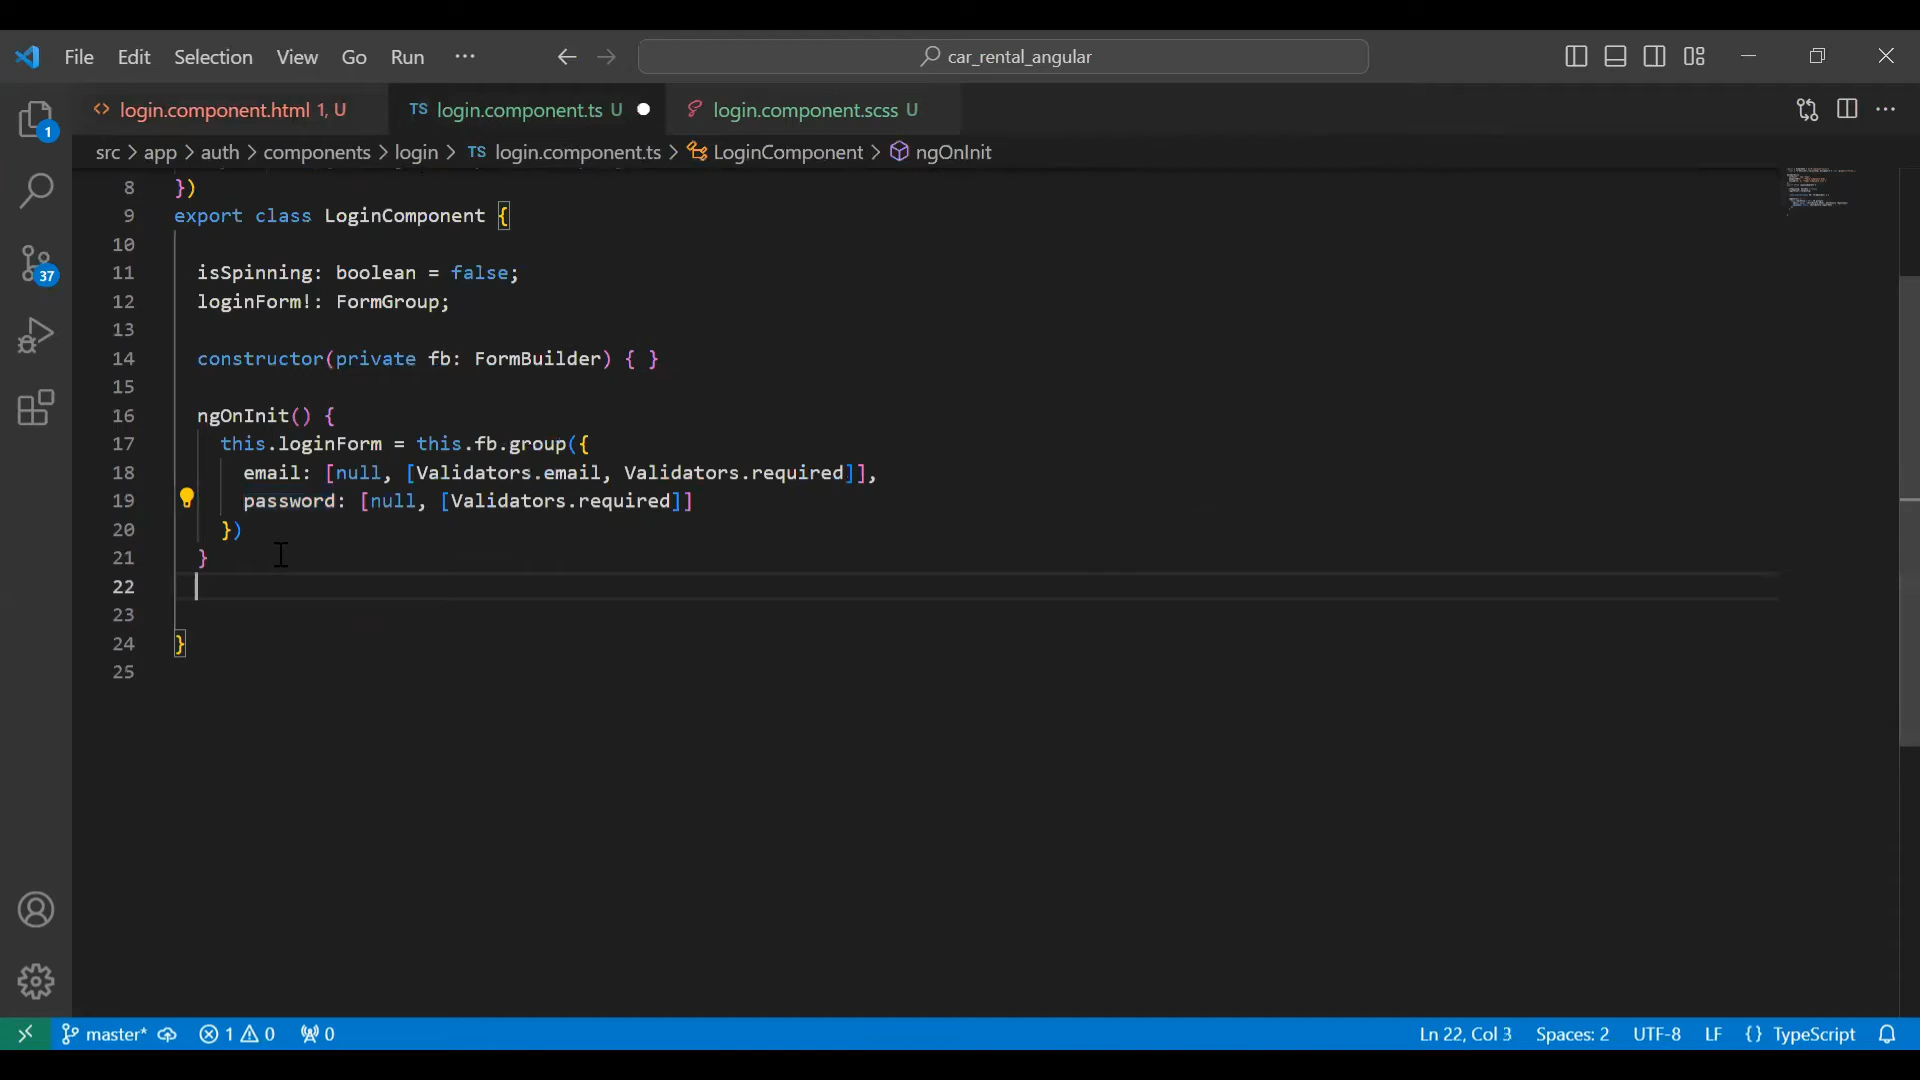 File Edit Selection View Go Run ··· car_rental_angular
login.component.html 1, U TS login.component.ts U login.component.scss U
src > app > auth > components > login > TS login.component.ts > LoginComponent > ngOnInit
8 })
9 export class LoginComponent {
10
11 isSpinning: boolean = false;
12 loginForm!: FormGroup;
13
14 constructor(private fb: FormBuilder) { }
15
16 ngOnInit() {
17 this.loginForm = this.fb.group({
18 email: [null, [Validators.email, Validators.required]],
19 password: [null, [Validators.required]]
20 })
21 }
22
23
24 }
25
1
37
master* 1 0 0 Ln 22, Col 3 Spaces: 2 UTF-8 LF {} TypeScript